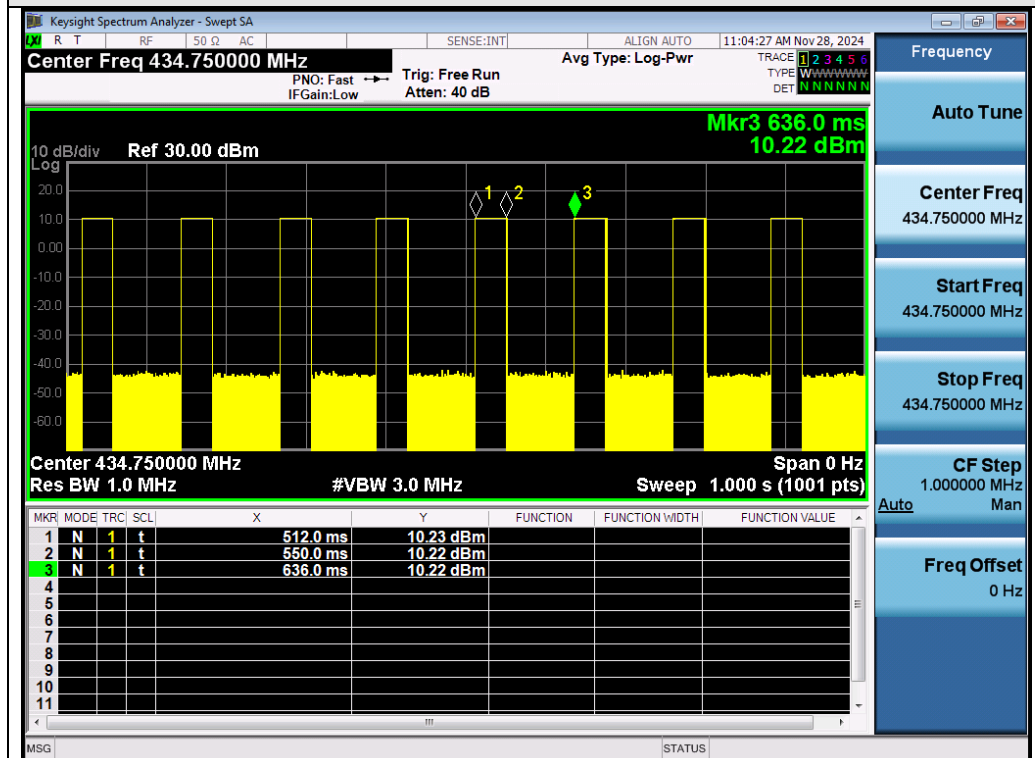 Keysight Spectrum Analyzer - Swept SA
LXI R T RF 50 Ω AC SENSE:INT ALIGN AUTO 11:04:27 AM Nov 28, 2024
Center Freq 434.750000 MHz
Avg Type: Log-Pwr
TRACE 1 2 3 4 5 6
TYPE WWWWWW
DET N N N N N N
PNO: Fast
IFGain:Low
Trig: Free Run
Atten: 40 dB
Mkr3 636.0 ms
10.22 dBm
10 dB/div Ref 30.00 dBm
Log
20.0
10.0
0.00
-10.0
-20.0
-30.0
-40.0
-50.0
-60.0
1 2 3
Center 434.750000 MHz Span 0 Hz
Res BW 1.0 MHz #VBW 3.0 MHz Sweep 1.000 s (1001 pts)
MKR MODE TRC SCL X Y FUNCTION FUNCTION WIDTH FUNCTION VALUE
1 N 1 t 512.0 ms 10.23 dBm
2 N 1 t 550.0 ms 10.22 dBm
3 N 1 t 636.0 ms 10.22 dBm
4
5
6
7
8
9
10
11
MSG STATUS
Frequency
Auto Tune
Center Freq
434.750000 MHz
Start Freq
434.750000 MHz
Stop Freq
434.750000 MHz
CF Step
1.000000 MHz
Auto Man
Freq Offset
0 Hz